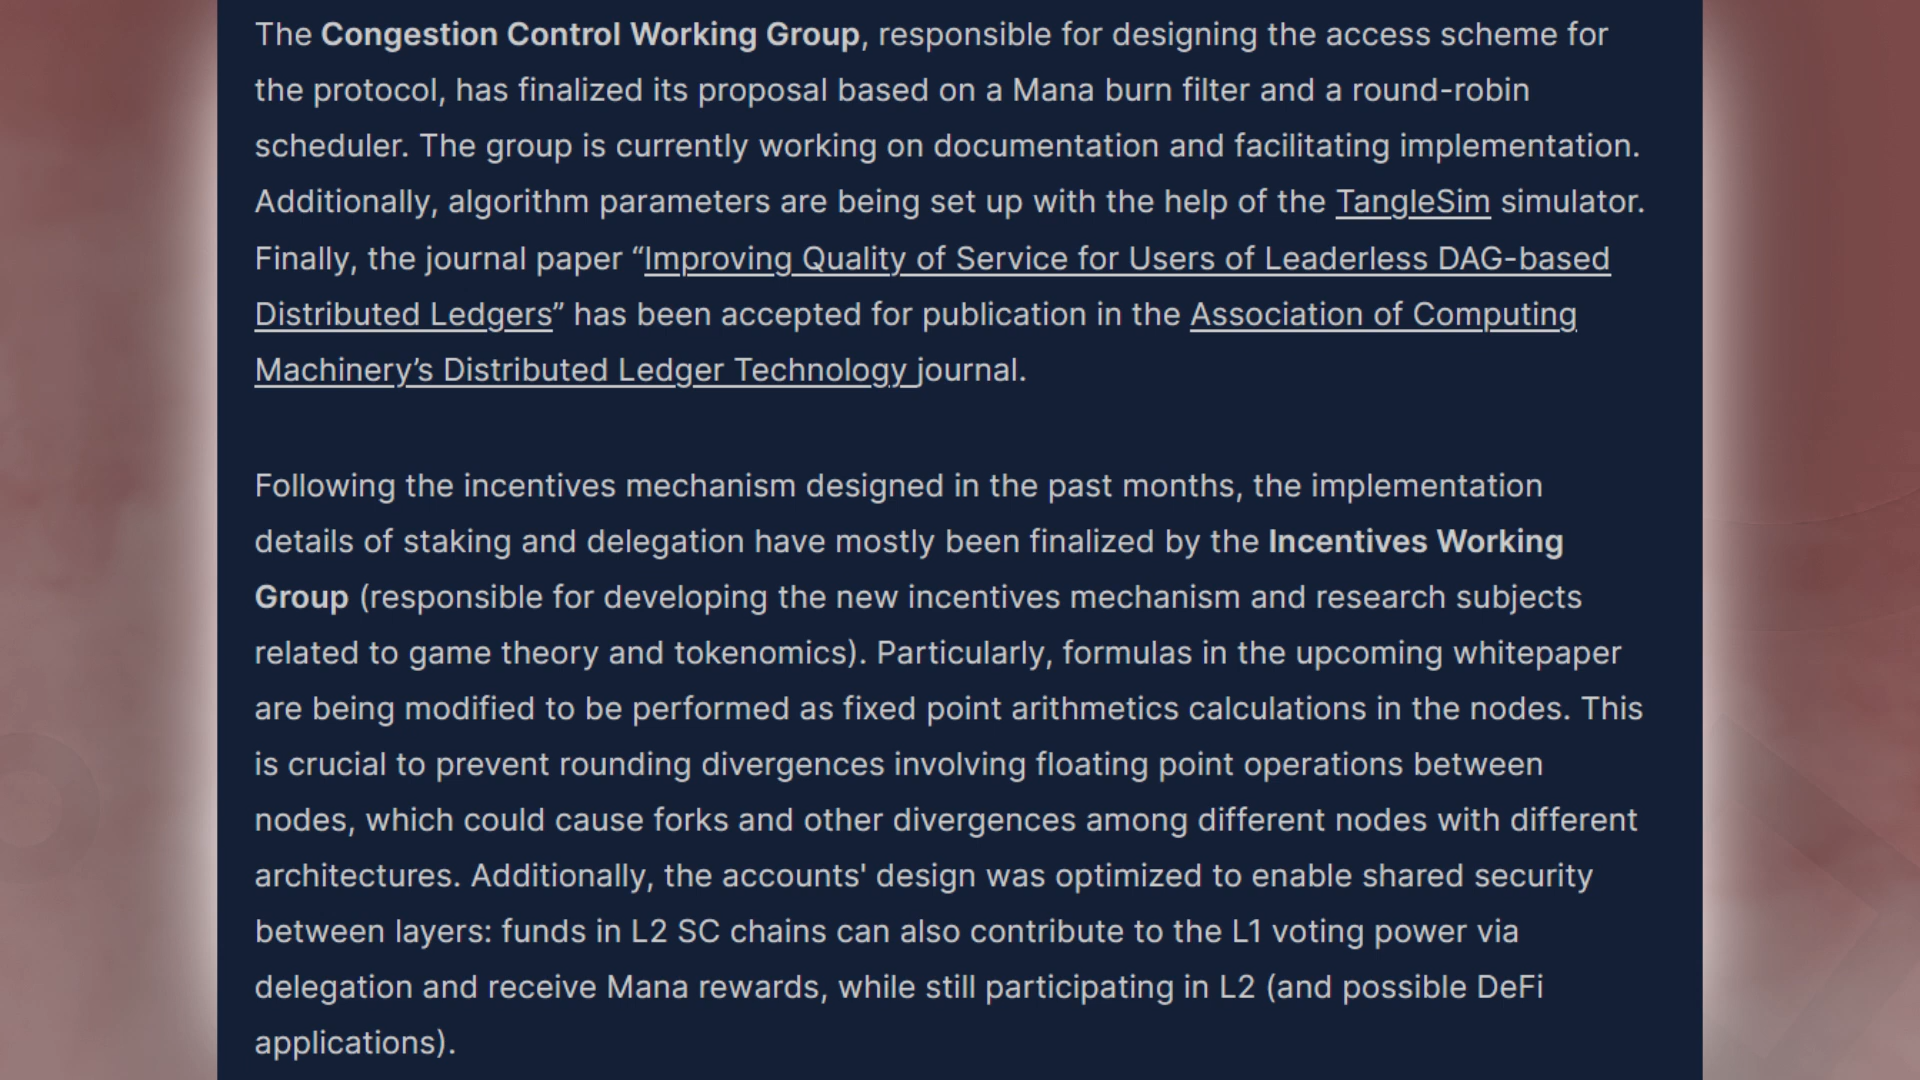 The Congestion Control Working Group, responsible for designing the access scheme for
the protocol, has finalized its proposal based on a Mana burn filter and a round-robin
scheduler. The group is currently working on documentation and facilitating implementation.
Additionally, algorithm parameters are being set up with the help of the TangleSim simulator.
Finally, the journal paper “Improving Quality of Service for Users of Leaderless DAG-based
Distributed Ledgers” has been accepted for publication in the Association of Computing
Machinery’s Distributed Ledger Technology journal.
Following the incentives mechanism designed in the past months, the implementation
details of staking and delegation have mostly been finalized by the Incentives Working
Group (responsible for developing the new incentives mechanism and research subjects
related to game theory and tokenomics). Particularly, formulas in the upcoming whitepaper
are being modified to be performed as fixed point arithmetics calculations in the nodes. This
is crucial to prevent rounding divergences involving floating point operations between
nodes, which could cause forks and other divergences among different nodes with different
architectures. Additionally, the accounts' design was optimized to enable shared security
between layers: funds in L2 SC chains can also contribute to the L1 voting power via
delegation and receive Mana rewards, while still participating in L2 (and possible DeFi
applications).